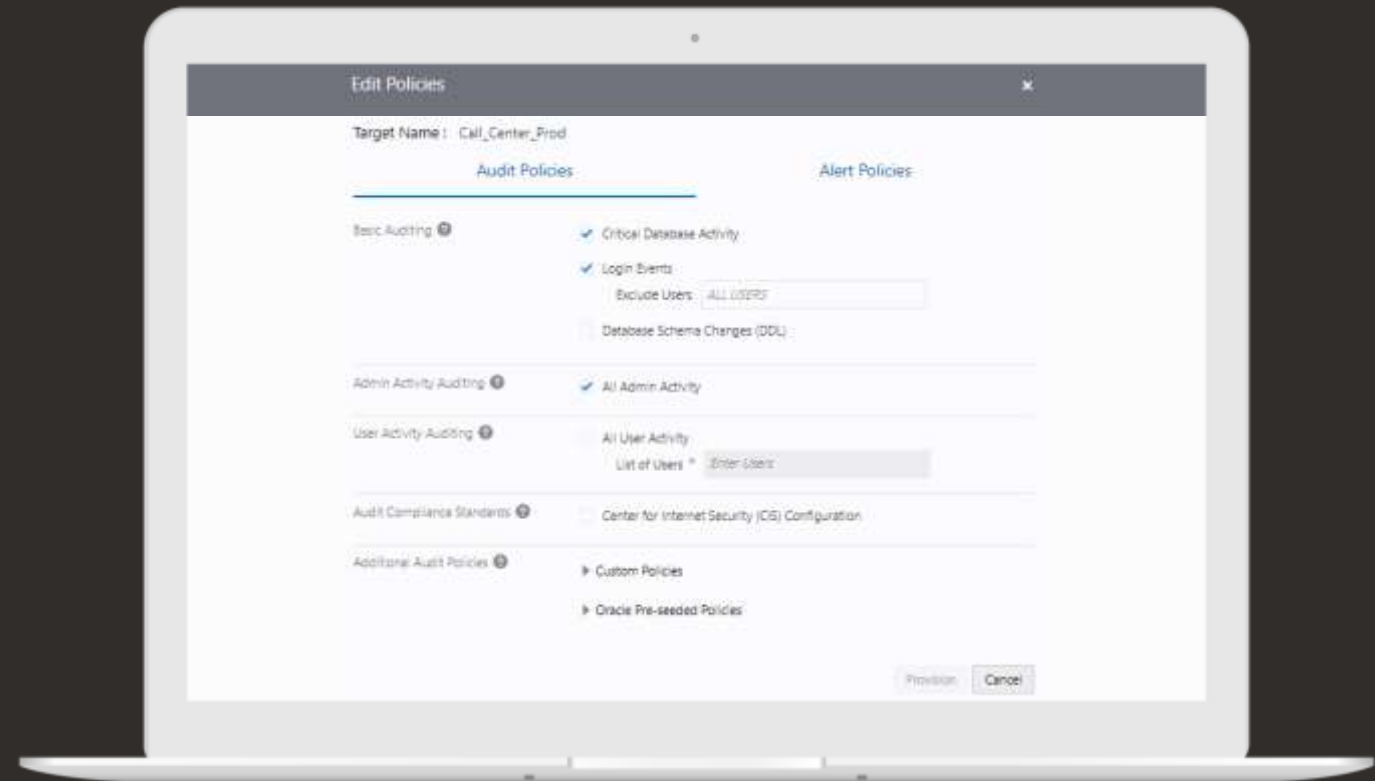 Edit Policies
×
Target Name : Call_Center_Prod
Audit Policies Alert Policies
Basic Auditing ?
Critical Database Activity
Login Events
Exclude Users ALL USERS
Database Schema Changes (DDL)
Admin Activity Auditing ?
All Admin Activity
User Activity Auditing ?
All User Activity
List of Users * Enter Users
Audit Compliance Standards ?
Center for Internet Security (CIS) Configuration
Additional Audit Policies ?
Custom Policies
Oracle Pre-seeded Policies
Provision Cancel